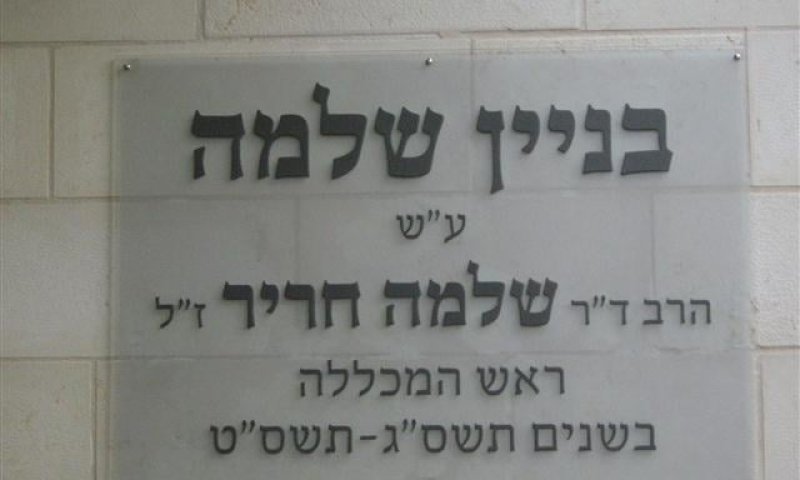 בניין שלמה
ע"ש
הרב ד"ר שלמה חריר ז"ל
ראש המכללה
בשנים תשס"ג-תשס"ט